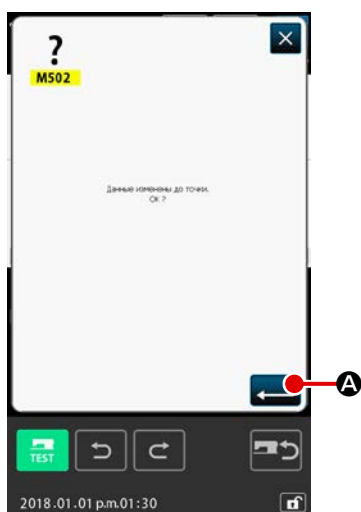 ?
M502
Данные изменены до точки.
ОК ?
A
TEST
2018.01.01 p.m.01:30